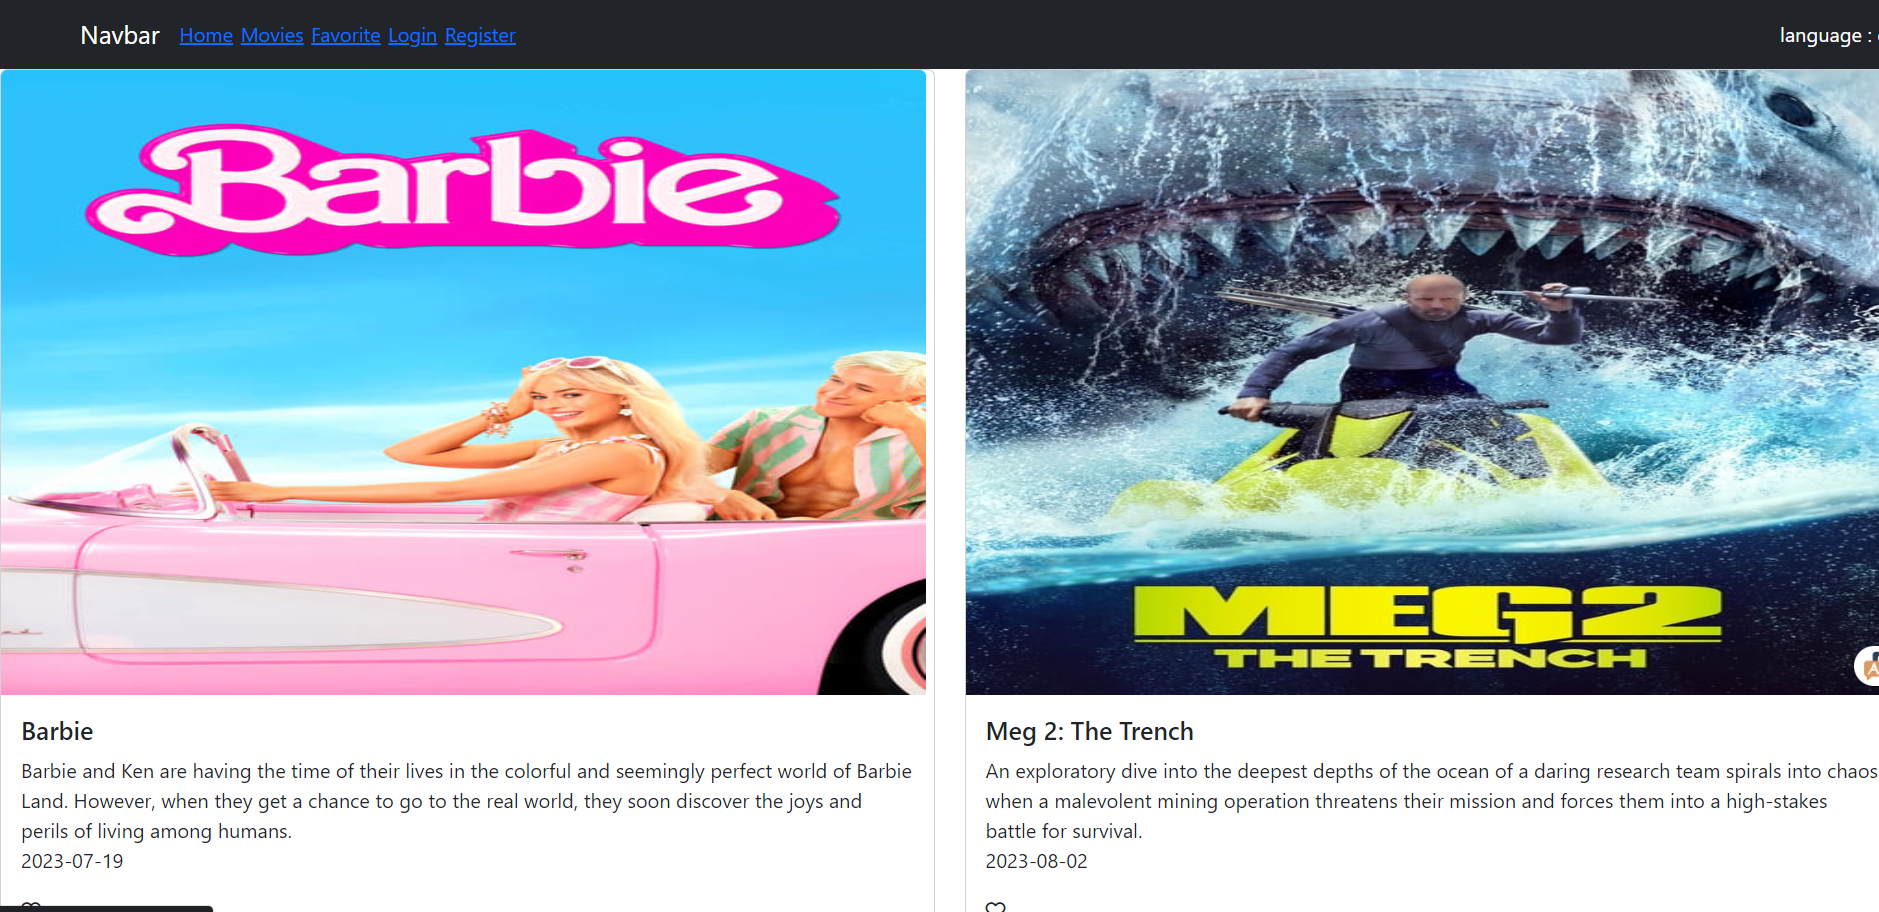 Navbar Home Movies Favorite Login Register
language :
Barbie
MEG2
THE TRENCH
Barbie
Barbie and Ken are having the time of their lives in the colorful and seemingly perfect world of Barbie
Land. However, when they get a chance to go to the real world, they soon discover the joys and
perils of living among humans.
2023-07-19
Meg 2: The Trench
An exploratory dive into the deepest depths of the ocean of a daring research team spirals into chaos
when a malevolent mining operation threatens their mission and forces them into a high-stakes
battle for survival.
2023-08-02